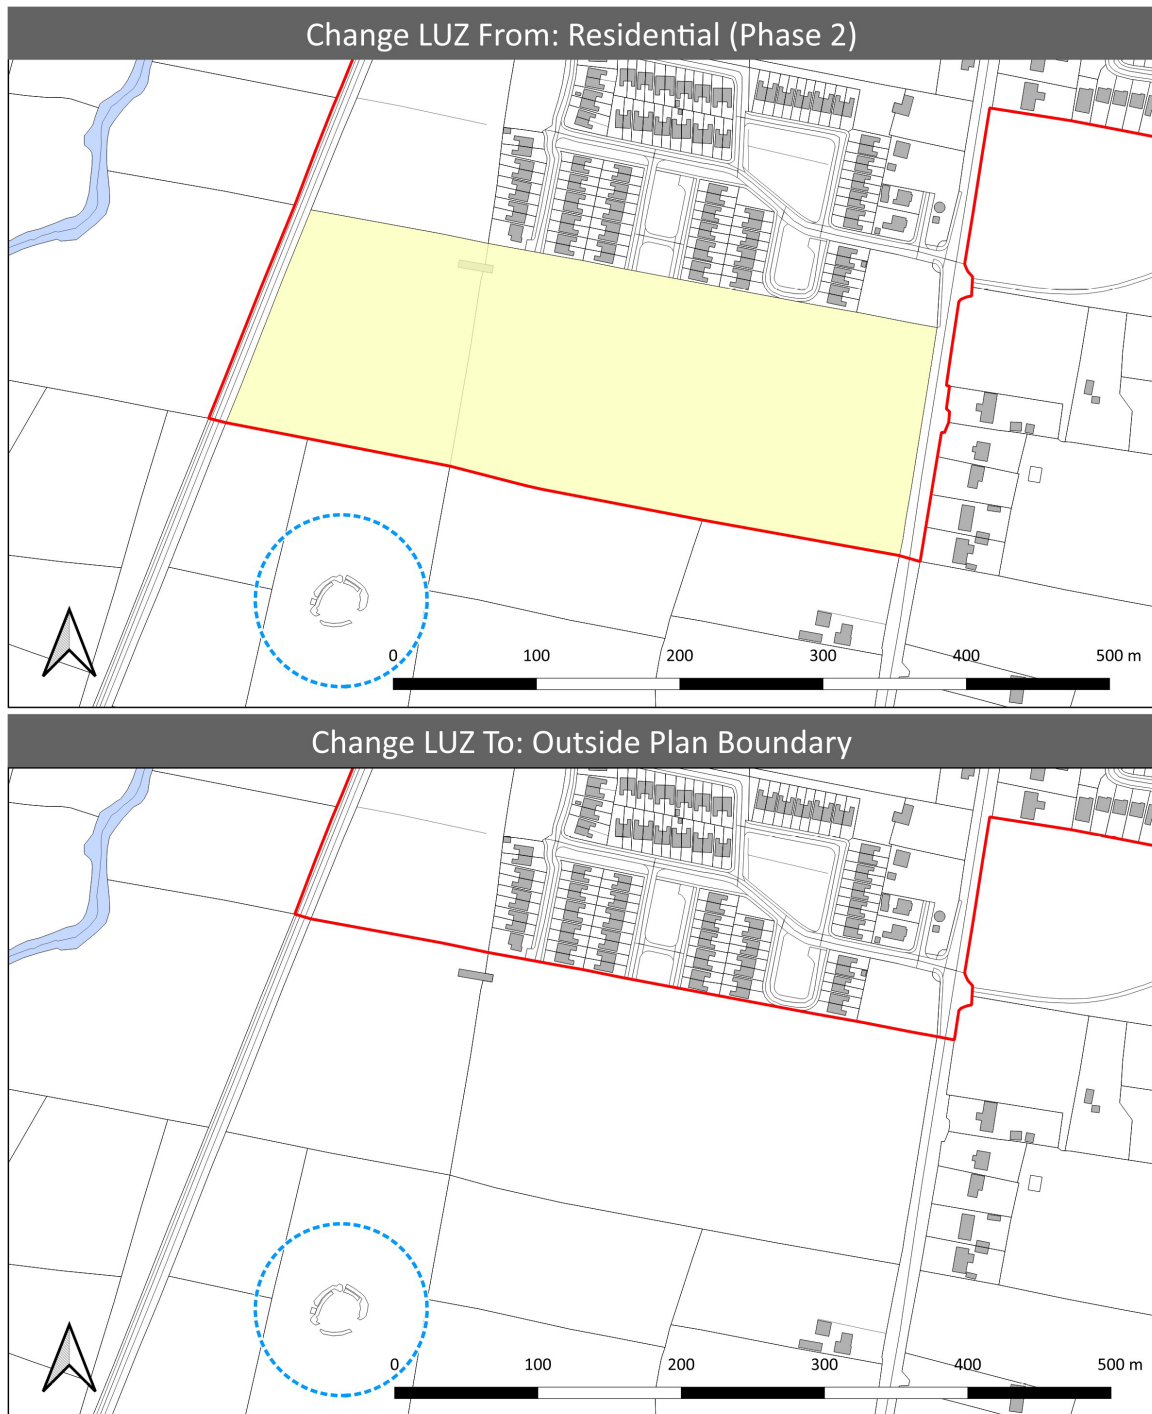 Change LUZ From: Residential (Phase 2)
0 100 200 300 400 500 m
Change LUZ To: Outside Plan Boundary
0 100 200 300 400 500 m